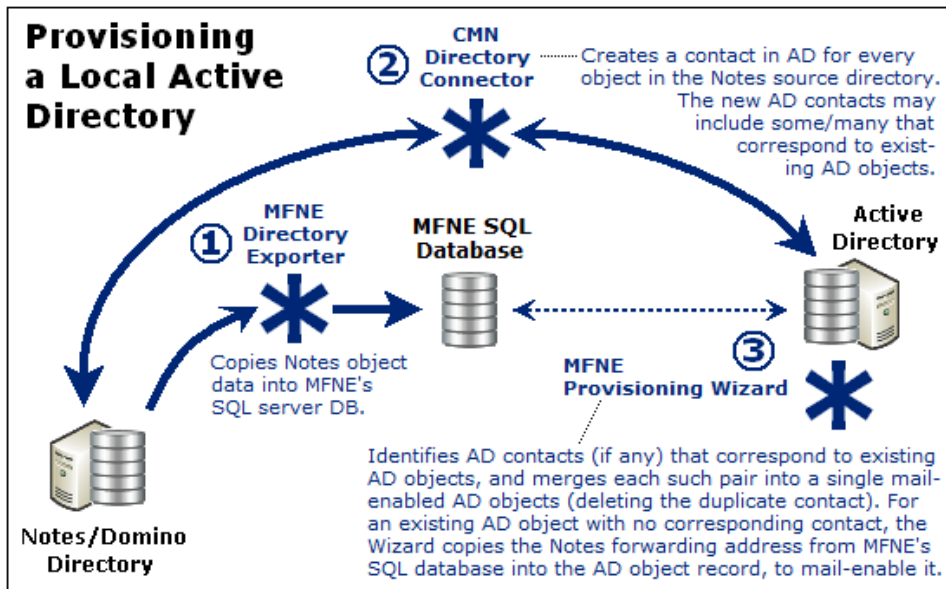 Provisioning
a Local Active
Directory
②
CMN
Directory
Connector
Creates a contact in AD for every
object in the Notes source directory.
The new AD contacts may
include some/many that
correspond to exist-
ing AD objects.
①
MFNE
Directory
Exporter
MFNE SQL
Database
Active
Directory
Copies Notes object
data into MFNE's
SQL server DB.
③
MFNE
Provisioning Wizard
Identifies AD contacts (if any) that correspond to existing
AD objects, and merges each such pair into a single mail-
enabled AD objects (deleting the duplicate contact). For
an existing AD object with no corresponding contact, the
Wizard copies the Notes forwarding address from MFNE's
SQL database into the AD object record, to mail-enable it.
Notes/Domino
Directory